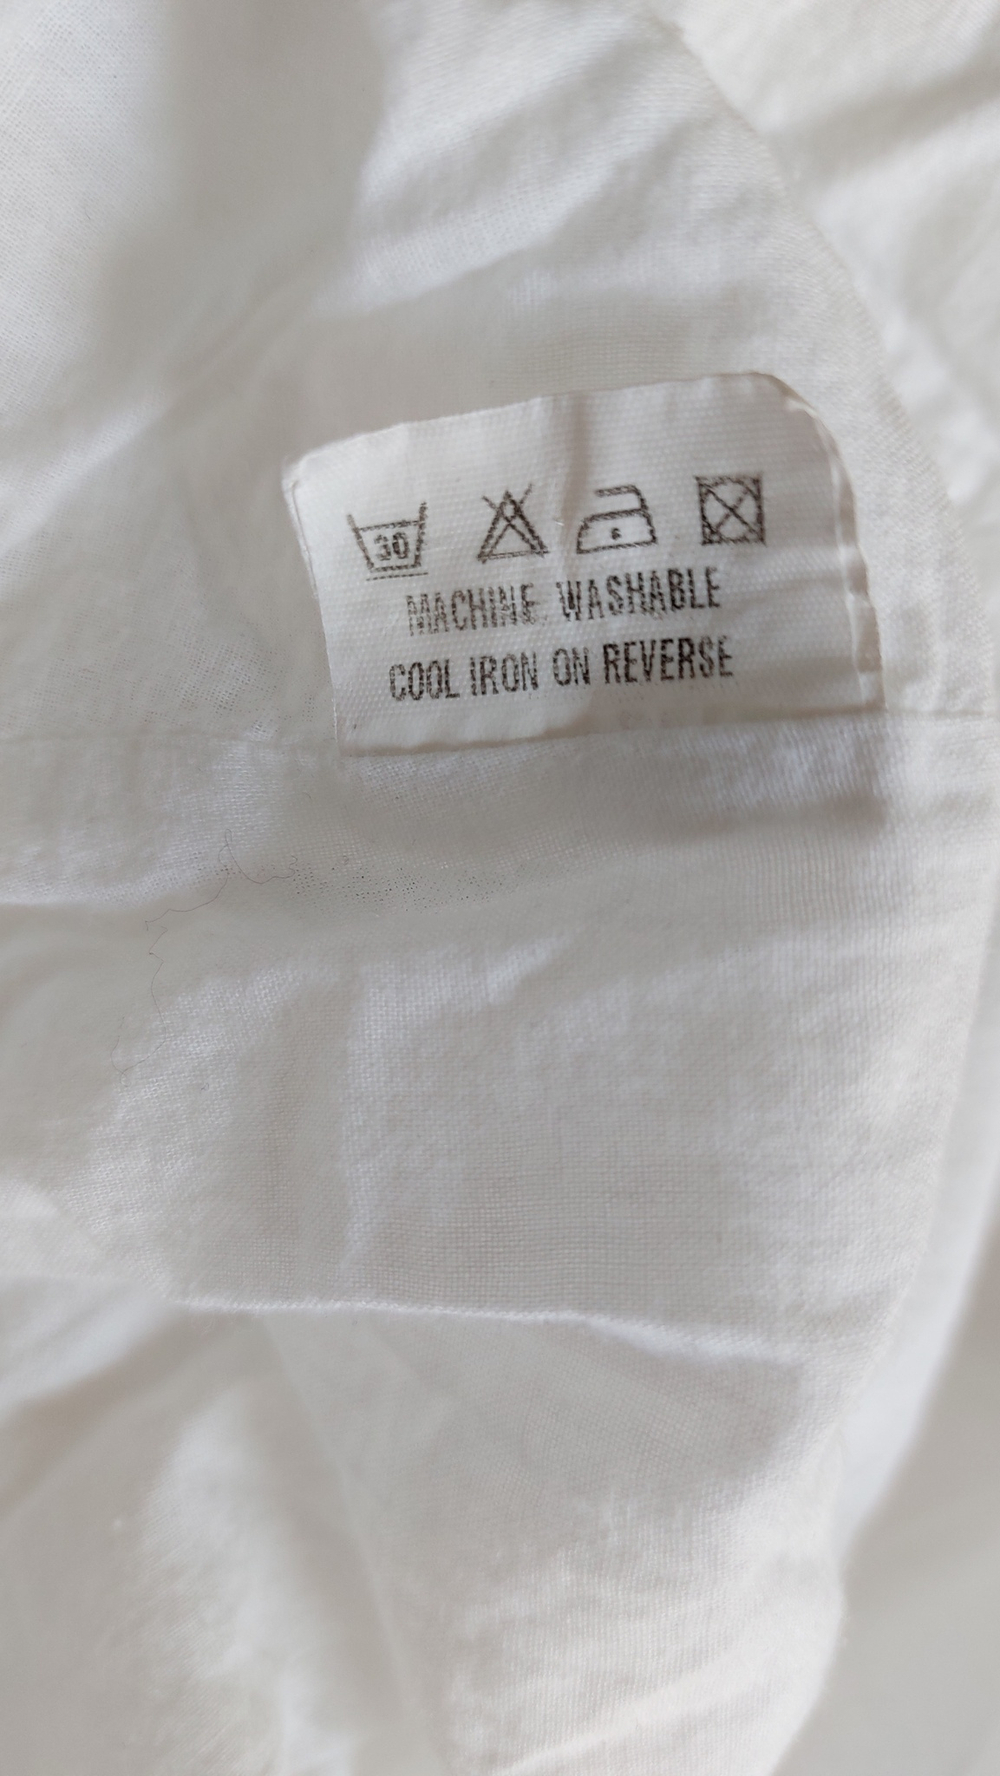 30
MACHINE WASHABLE
COOL IRON ON REVERSE